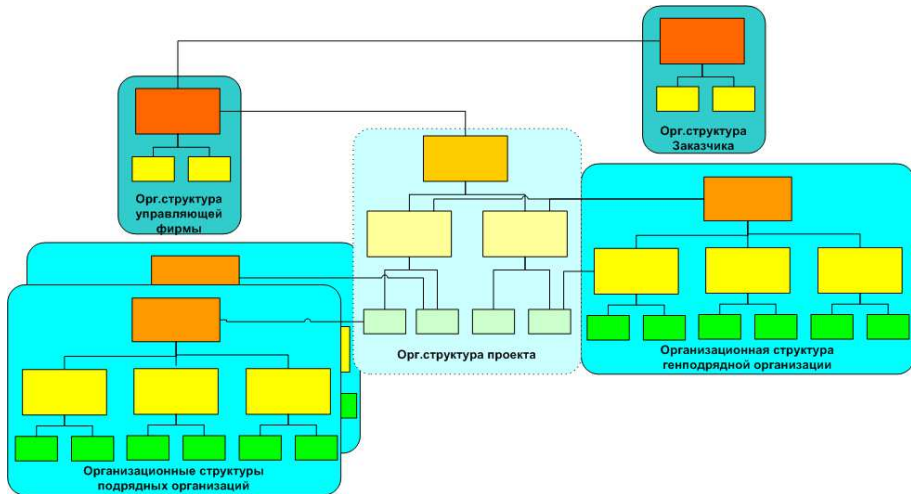 Орг.структура
Заказчика
Орг.структура
управляющей
фирмы
Орг.структура проекта
Организационная структура
генподрядной организации
Организационные структуры
подрядных организаций